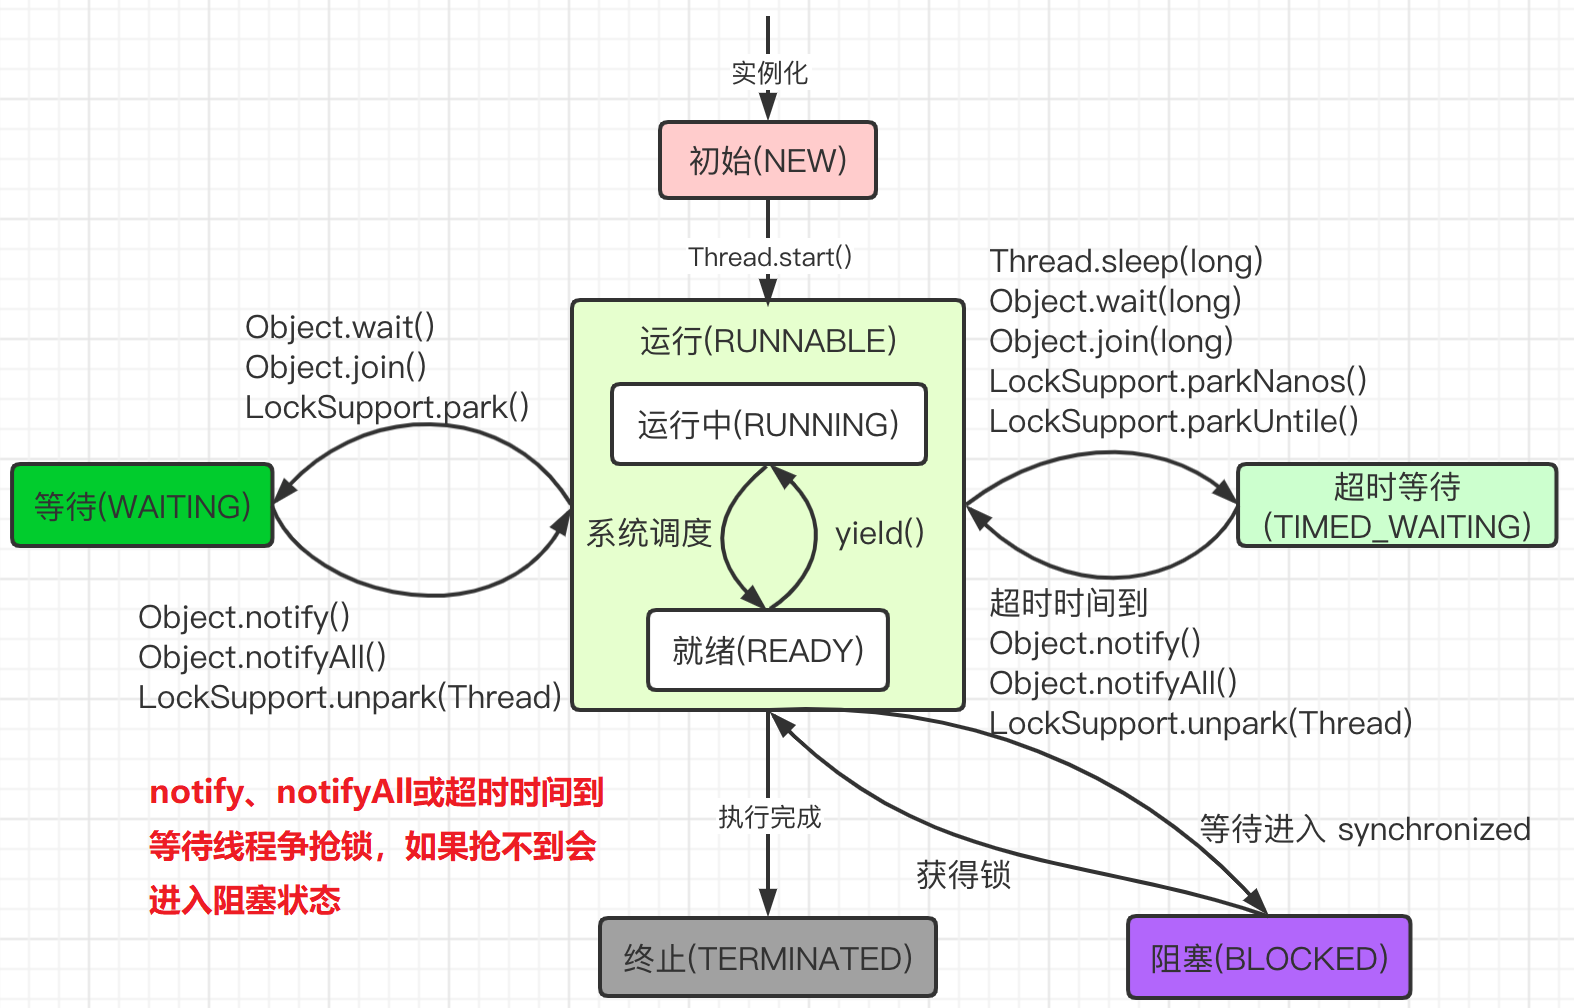 实例化
初始(NEW)
Thread.start()
Object.wait()
Object.join()
LockSupport.park()
Thread.sleep(long)
Object.wait(long)
Object.join(long)
LockSupport.parkNanos()
LockSupport.parkUntile()
运行(RUNNABLE)
运行中(RUNNING)
等待(WAITING)
系统调度
yield()
超时等待
(TIMED_WAITING)
就绪(READY)
Object.notify()
Object.notifyAll()
LockSupport.unpark(Thread)
超时时间到
Object.notify()
Object.notifyAll()
LockSupport.unpark(Thread)
notify、notifyAll或超时时间到
等待线程争抢锁，如果抢不到会
进入阻塞状态
执行完成
等待进入 synchronized
获得锁
终止(TERMINATED)
阻塞(BLOCKED)